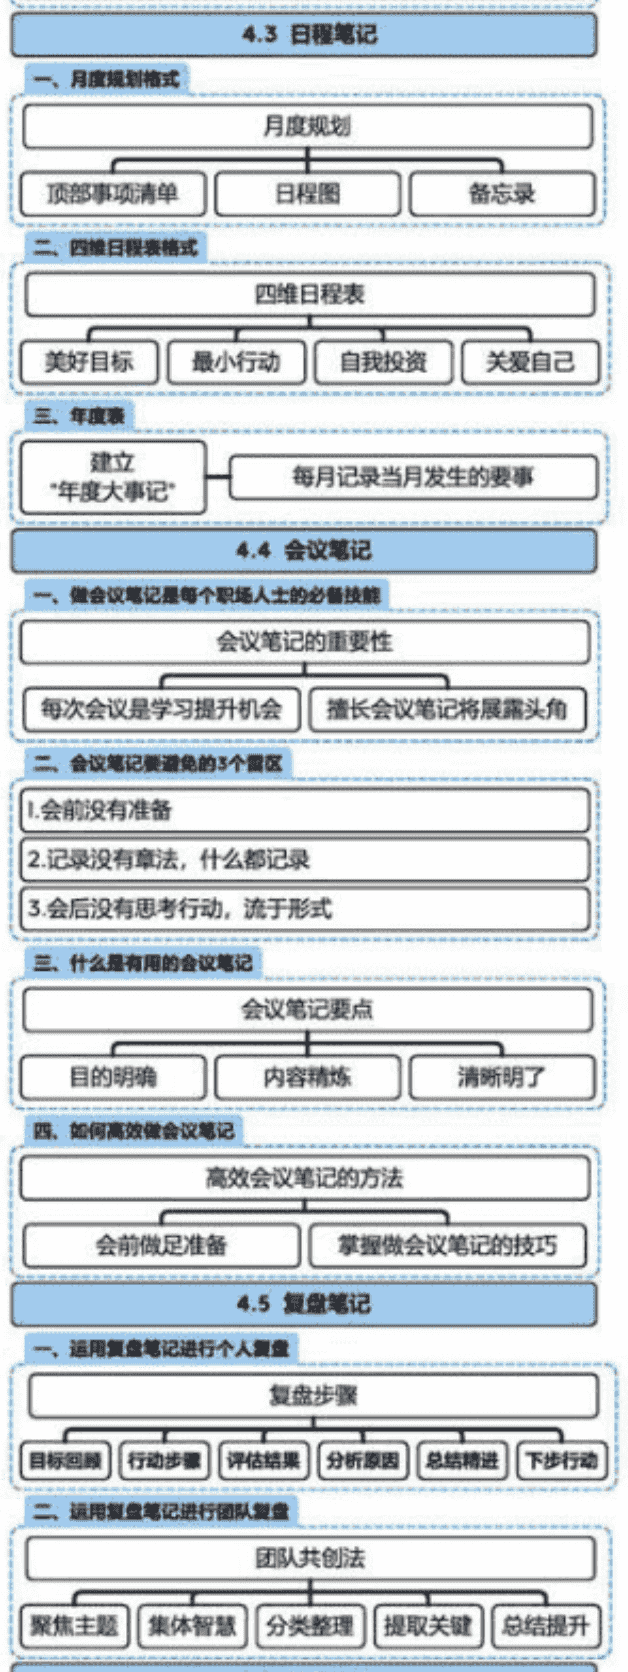 4.3 日程笔记
一、月度规划格式
月度规划
顶部事项清单
日程图
备忘录
二、四维日程表格式
四维日程表
美好目标
最小行动
自我投资
关爱自己
三、年度表
建立
"年度大事记"
每月记录当月发生的要事
4.4 会议笔记
一、做会议笔记是每个职场人士的必备技能
会议笔记的重要性
每次会议是学习提升机会
擅长会议笔记将展露头角
二、会议笔记要避免的3个雷区
1.会前没有准备
2.记录没有章法，什么都记录
3.会后没有思考行动，流于形式
三、什么是有用的会议笔记
会议笔记要点
目的明确
内容精炼
清晰明了
四、如何高效做会议笔记
高效会议笔记的方法
会前做足准备
掌握做会议笔记的技巧
4.5 复盘笔记
一、运用复盘笔记进行个人复盘
复盘步骤
目标回顾
行动步骤
评估结果
分析原因
总结精进
下步行动
二、运用复盘笔记进行团队复盘
团队共创法
聚焦主题
集体智慧
分类整理
提取关键
总结提升